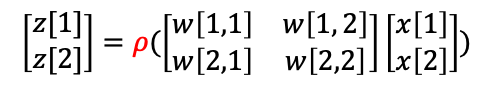 [z[1]] = ρ([w[1,1] w[1,2]] [x[1]])
[z[2]] [w[2,1] w[2,2]] [x[2]]